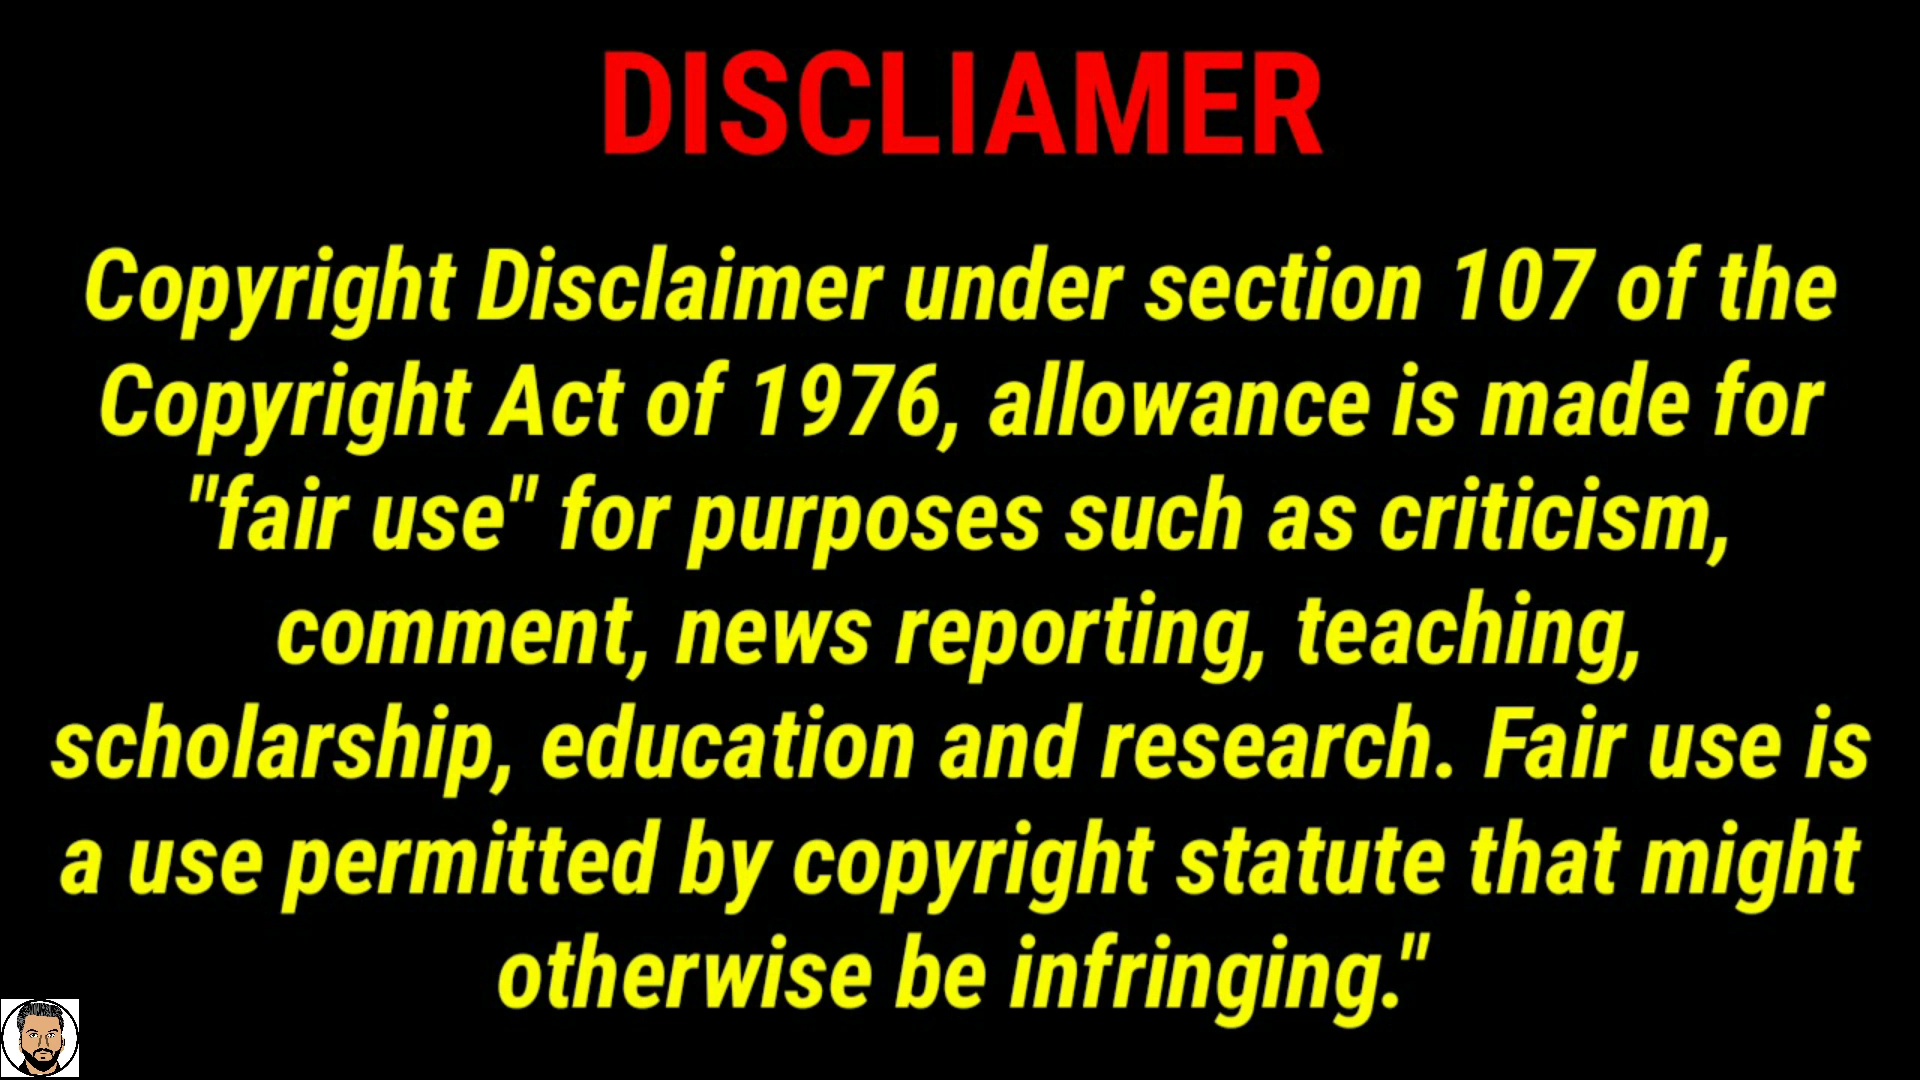 DISCLIAMER
Copyright Disclaimer under section 107 of the
Copyright Act of 1976, allowance is made for
"fair use" for purposes such as criticism,
comment, news reporting, teaching,
scholarship, education and research. Fair use is
a use permitted by copyright statute that might
otherwise be infringing."